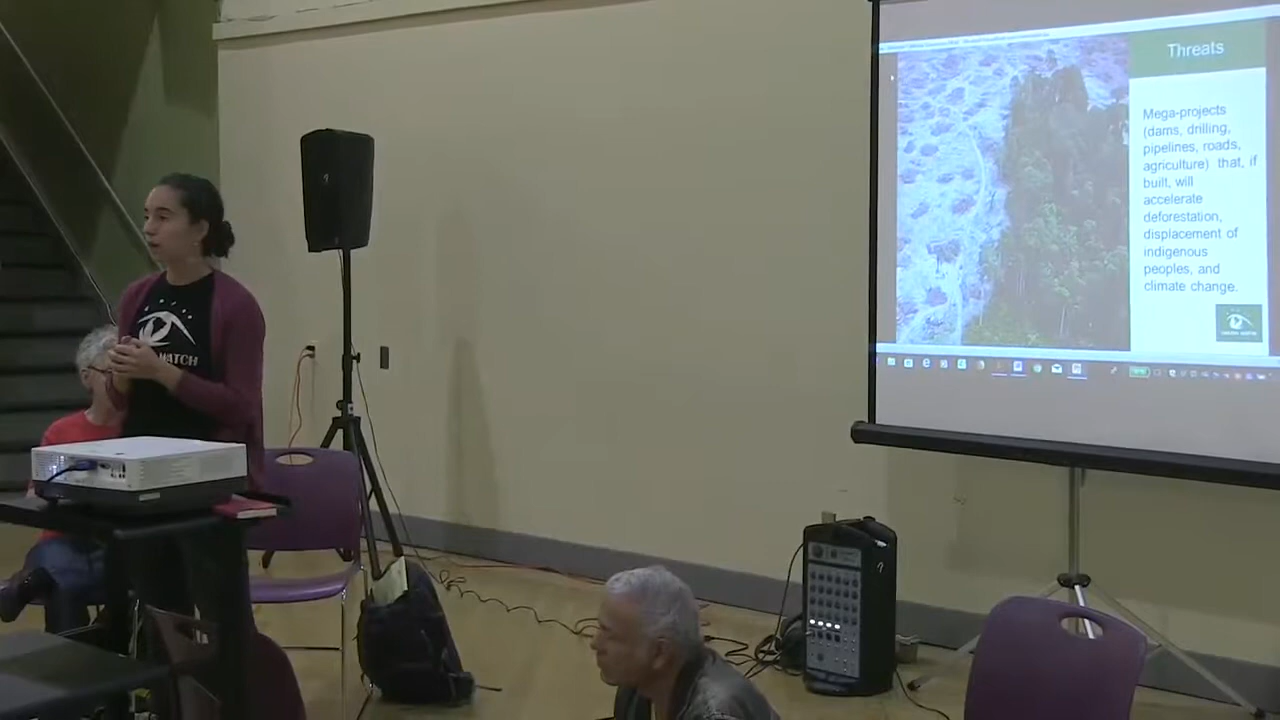 Threats
Mega-projects
(dams, drilling,
pipelines, roads,
agriculture) that, if
built, will
accelerate
deforestation,
displacement of
indigenous
peoples, and
climate change.
WATCH